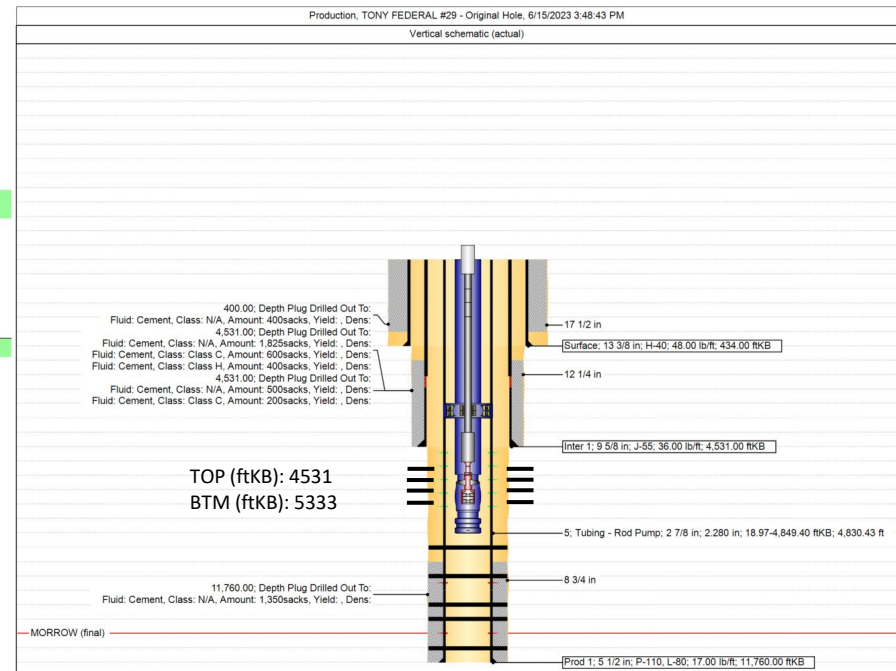 Production, TONY FEDERAL #29 - Original Hole, 6/15/2023 3:48:43 PM
Vertical schematic (actual)
400.00; Depth Plug Drilled Out To:
Fluid: Cement, Class: N/A, Amount: 400sacks, Yield: , Dens:
4,531.00; Depth Plug Drilled Out To:
Fluid: Cement, Class: N/A, Amount: 1,825sacks, Yield: , Dens:
Fluid: Cement, Class: Class C, Amount: 600sacks, Yield: , Dens:
Fluid: Cement, Class: Class H, Amount: 400sacks, Yield: , Dens:
4,531.00; Depth Plug Drilled Out To:
Fluid: Cement, Class: N/A, Amount: 500sacks, Yield: , Dens:
Fluid: Cement, Class: Class C, Amount: 200sacks, Yield: , Dens:
17 1/2 in
Surface; 13 3/8 in; H-40; 48.00 lb/ft; 434.00 ftKB
12 1/4 in
Inter 1; 9 5/8 in; J-55; 36.00 lb/ft; 4,531.00 ftKB
TOP (ftKB): 4531
BTM (ftKB): 5333
5; Tubing - Rod Pump; 2 7/8 in; 2.280 in; 18.97-4,849.40 ftKB; 4,830.43 ft
8 3/4 in
11,760.00; Depth Plug Drilled Out To:
Fluid: Cement, Class: N/A, Amount: 1,350sacks, Yield: , Dens:
MORROW (final)
Prod 1; 5 1/2 in; P-110, L-80; 17.00 lb/ft; 11,760.00 ftKB